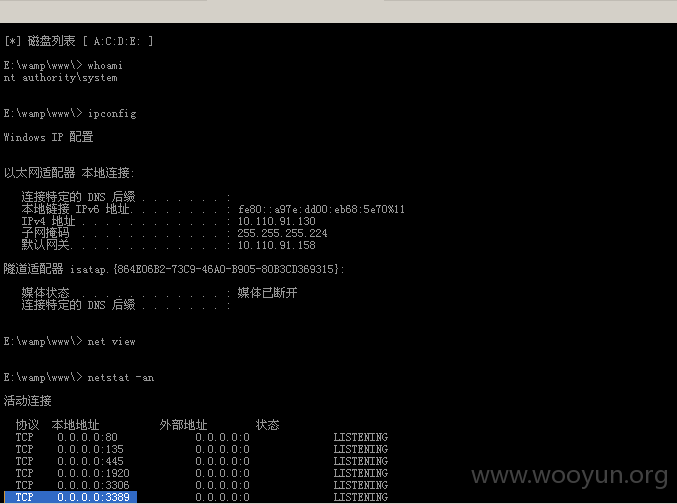 [*] 磁盘列表 [ A:C:D:E: ]
E:\wamp\www\> whoami
nt authority\system
E:\wamp\www\> ipconfig
Windows IP 配置
以太网适配器 本地连接:
连接特定的 DNS 后缀 . . . . . . . :
本地链接 IPv6 地址. . . . . . . . : fe80::a97e:dd00:eb68:5e70%11
IPv4 地址 . . . . . . . . . . . . : 10.110.91.130
子网掩码 . . . . . . . . . . . . : 255.255.255.224
默认网关. . . . . . . . . . . . . : 10.110.91.158
隧道适配器 isatap.{864E06B2-73C9-46A0-B905-80B3CD369315}:
媒体状态 . . . . . . . . . . . . : 媒体已断开
连接特定的 DNS 后缀 . . . . . . . :
E:\wamp\www\> net view
E:\wamp\www\> netstat -an
活动连接
协议 本地地址 外部地址 状态
TCP 0.0.0.0:80 0.0.0.0:0 LISTENING
TCP 0.0.0.0:135 0.0.0.0:0 LISTENING
TCP 0.0.0.0:445 0.0.0.0:0 LISTENING
TCP 0.0.0.0:1920 0.0.0.0:0 LISTENING
TCP 0.0.0.0:3306 0.0.0.0:0 LISTENING
TCP 0.0.0.0:3389 0.0.0.0:0 LISTENING
www.wooyun.org